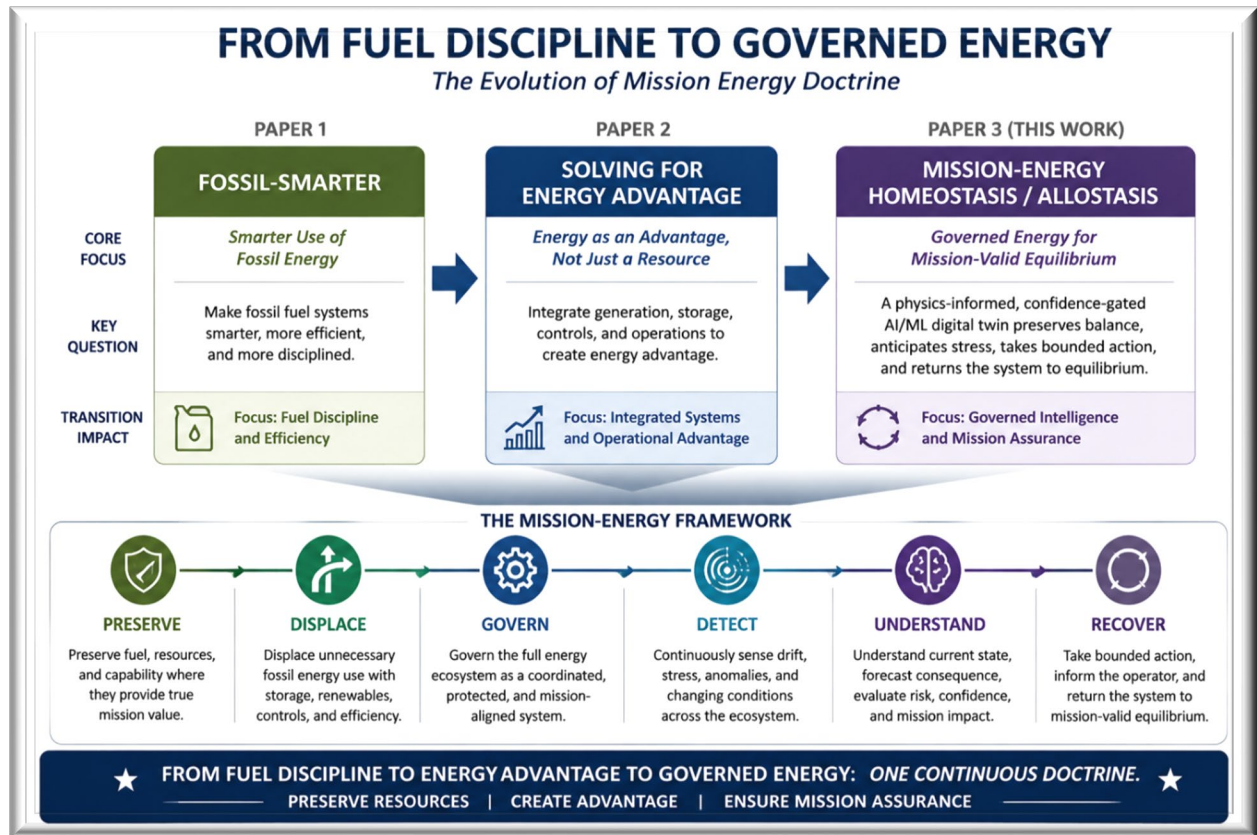 FROM FUEL DISCIPLINE TO GOVERNED ENERGY
The Evolution of Mission Energy Doctrine
PAPER 1
PAPER 2
PAPER 3 (THIS WORK)
FOSSIL-SMARTER
SOLVING FOR
ENERGY ADVANTAGE
MISSION-ENERGY
HOMEOSTASIS / ALLOSTASIS
CORE
FOCUS
Smarter Use of
Fossil Energy
Energy as an Advantage,
Not Just a Resource
Governed Energy for
Mission-Valid Equilibrium
KEY
QUESTION
Make fossil fuel systems
smarter, more efficient,
and more disciplined.
Integrate generation, storage,
controls, and operations to
create energy advantage.
A physics-informed, confidence-gated
AI/ML digital twin preserves balance,
anticipates stress, takes bounded action,
and returns the system to equilibrium.
TRANSITION
IMPACT
Focus: Fuel Discipline
and Efficiency
Focus: Integrated Systems
and Operational Advantage
Focus: Governed Intelligence
and Mission Assurance
THE MISSION-ENERGY FRAMEWORK
PRESERVE
Preserve fuel, resources,
and capability where
they provide true
mission value.
DISPLACE
Displace unnecessary
fossil energy use with
storage, renewables,
controls, and efficiency.
GOVERN
Govern the full energy
ecosystem as a coordinated,
protected, and mission-
aligned system.
DETECT
Continuously sense drift,
stress, anomalies, and
changing conditions
across the ecosystem.
UNDERSTAND
Understand current state,
forecast consequence,
evaluate risk, confidence,
and mission impact.
RECOVER
Take bounded action,
inform the operator, and
return the system to
mission-valid equilibrium.
FROM FUEL DISCIPLINE TO ENERGY ADVANTAGE TO GOVERNED ENERGY: ONE CONTINUOUS DOCTRINE.
PRESERVE RESOURCES | CREATE ADVANTAGE | ENSURE MISSION ASSURANCE